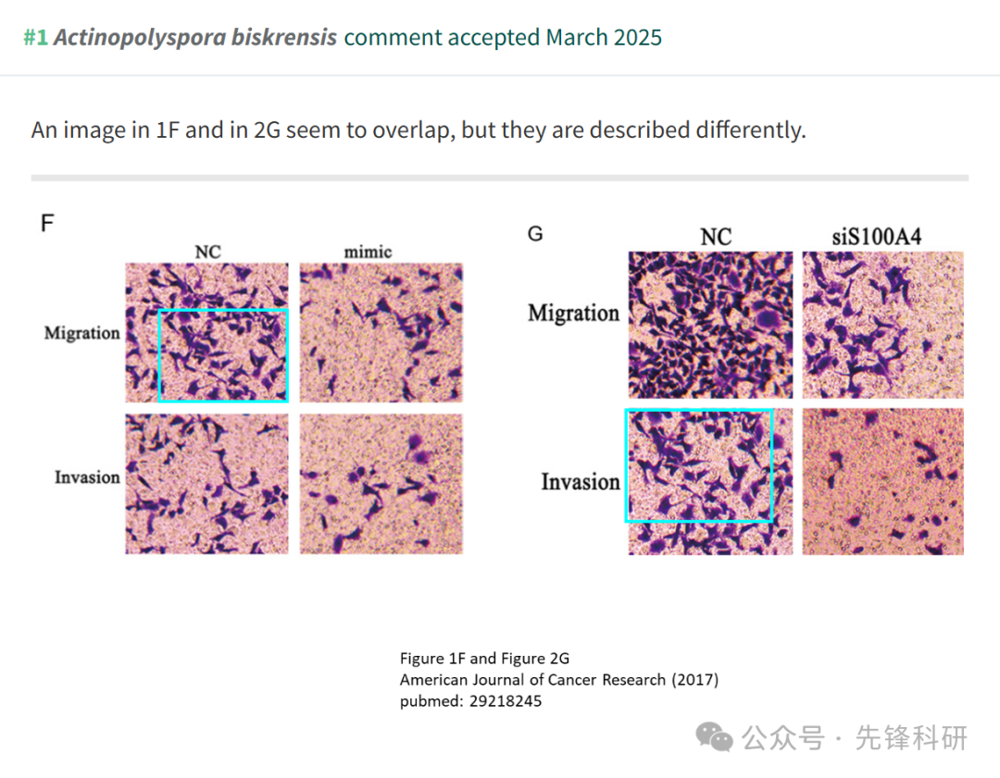 #1 Actinopolyspora biskrensis comment accepted March 2025
An image in 1F and in 2G seem to overlap, but they are described differently.
F
NC mimic
Migration
Invasion
G
NC siS100A4
Migration
Invasion
Figure 1F and Figure 2G
American Journal of Cancer Research (2017)
pubmed: 29218245
公众号 · 先锋科研